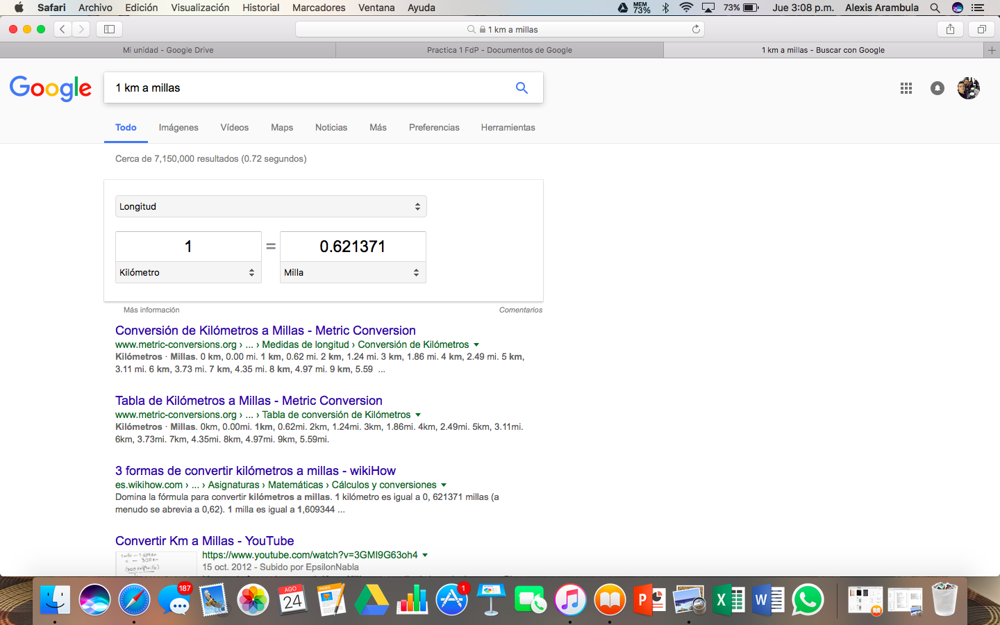 Safari Archivo Edición Visualización Historial Marcadores Ventana Ayuda MEM 73% 73% Jue 3:08 p.m. Alexis Arambula
1 km a millas
Mi unidad - Google Drive Practica 1 FdP - Documentos de Google 1 km a millas - Buscar con Google
Google 1 km a millas
Todo Imágenes Vídeos Maps Noticias Más Preferencias Herramientas
Cerca de 7,150,000 resultados (0.72 segundos)
Longitud
1 = 0.621371
Kilómetro Milla
Más información Comentarios
Conversión de Kilómetros a Millas - Metric Conversion
www.metric-conversions.org › ... › Medidas de longitud › Conversión de Kilómetros
Kilómetros · Millas. 0 km, 0.00 mi. 1 km, 0.62 mi. 2 km, 1.24 mi. 3 km, 1.86 mi. 4 km, 2.49 mi. 5 km,
3.11 mi. 6 km, 3.73 mi. 7 km, 4.35 mi. 8 km, 4.97 mi. 9 km, 5.59 ...
Tabla de Kilómetros a Millas - Metric Conversion
www.metric-conversions.org › ... › Tabla de conversión de Kilómetros
Kilómetros · Millas. 0km, 0.00mi. 1km, 0.62mi. 2km, 1.24mi. 3km, 1.86mi. 4km, 2.49mi. 5km, 3.11mi.
6km, 3.73mi. 7km, 4.35mi. 8km, 4.97mi. 9km, 5.59mi.
3 formas de convertir kilómetros a millas - wikiHow
es.wikihow.com › ... › Asignaturas › Matemáticas › Cálculos y conversiones
Domina la fórmula para convertir kilómetros a millas. 1 kilómetro es igual a 0, 621371 millas (a
menudo se abrevia a 0,62). 1 milla es igual a 1,609344 ...
Convertir Km a Millas - YouTube
https://www.youtube.com/watch?v=3GMI9G63oh4
15 oct. 2012 - Subido por EpsilonNabla
187 AGO 24 PAGES 1 P X W